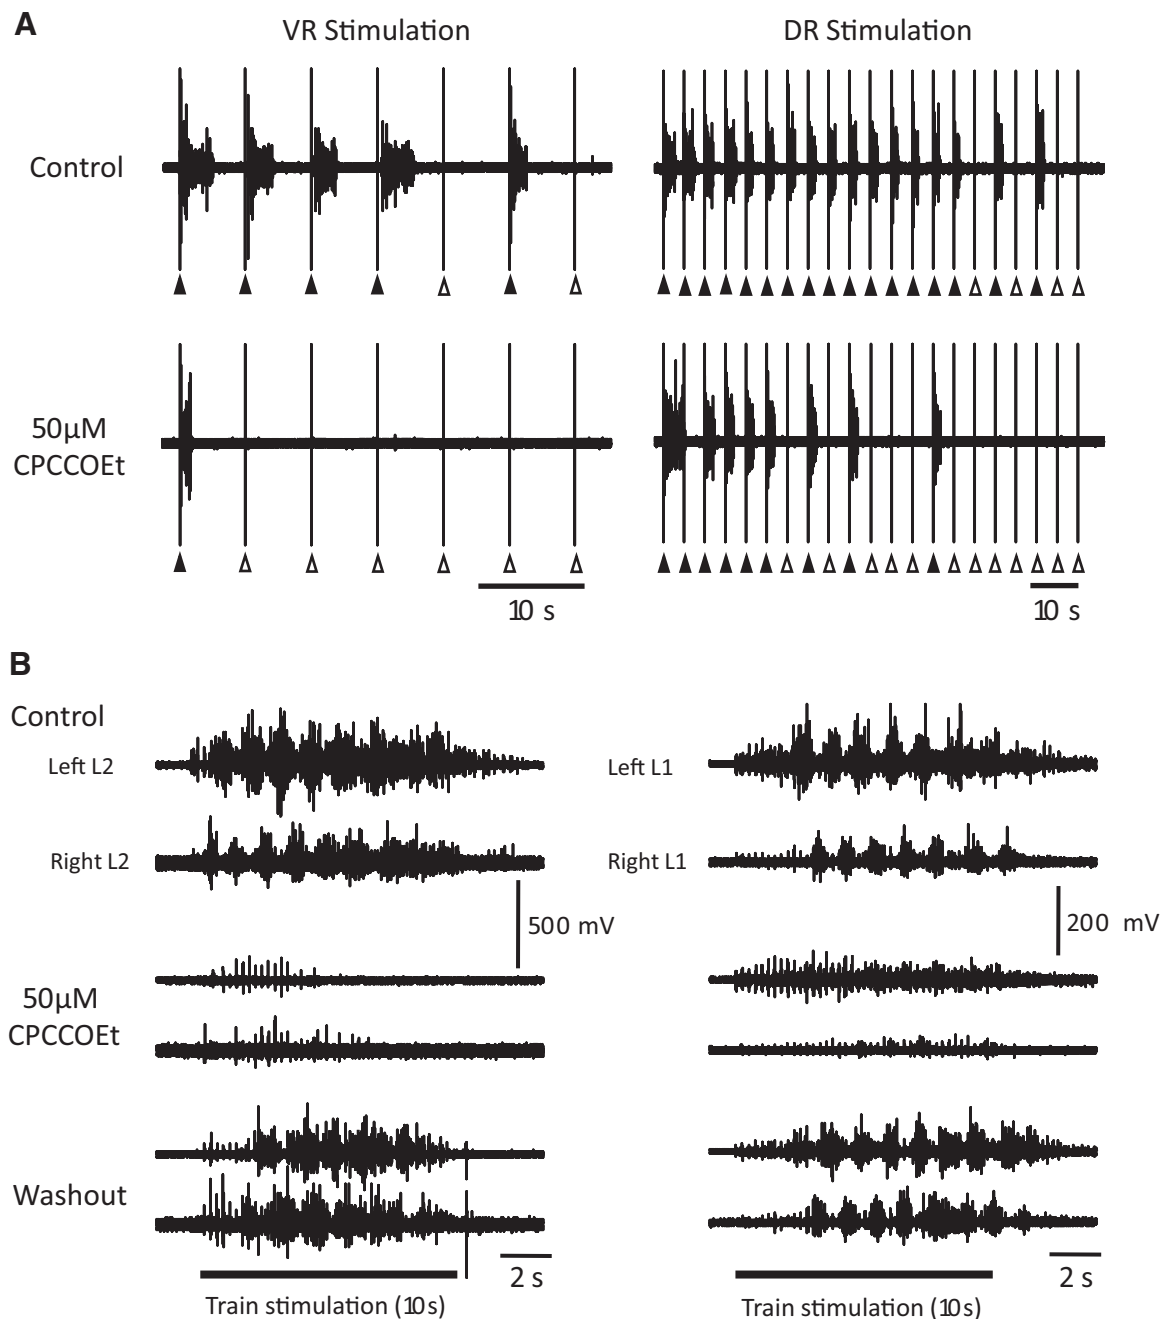 A
VR Stimulation
DR Stimulation
Control
50µM
CPCCOEt
10 s
10 s
B
Control
Left L2
Left L1
Right L2
Right L1
500 mV
200 mV
50µM
CPCCOEt
Washout
2 s
2 s
Train stimulation (10s)
Train stimulation (10s)